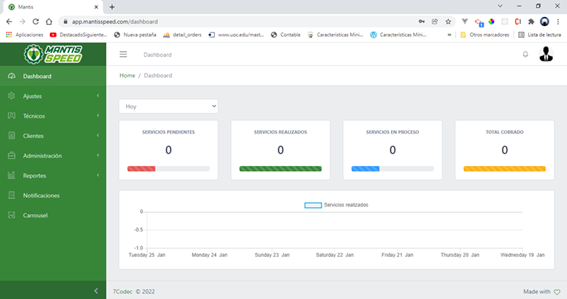 Mantis
app.mantisspeed.com/dashboard
Aplicaciones
DestacadoSiguiente...
Nueva pestaña
detail_orders
www.uoc.edu/mast...
Contable
Características Mini...
Características Mini...
»
Otros marcadores
Lista de lectura
MANTIS
SPEED
Dashboard
Dashboard
Home / Dashboard
Ajustes
Técnicos
Clientes
Administración
Reportes
Notificaciones
Carrousel
Hoy
SERVICIOS PENDIENTES
0
SERVICIOS REALIZADOS
0
SERVICIOS EN PROCESO
0
TOTAL COBRADO
0
Servicios realizados
0
-0.5
-1.0
Tuesday 25 Jan
Monday 24 Jan
Sunday 23 Jan
Saturday 22 Jan
Friday 21 Jan
Thursday 20 Jan
Wednesday 19 Jan
7Codec © 2022
Made with